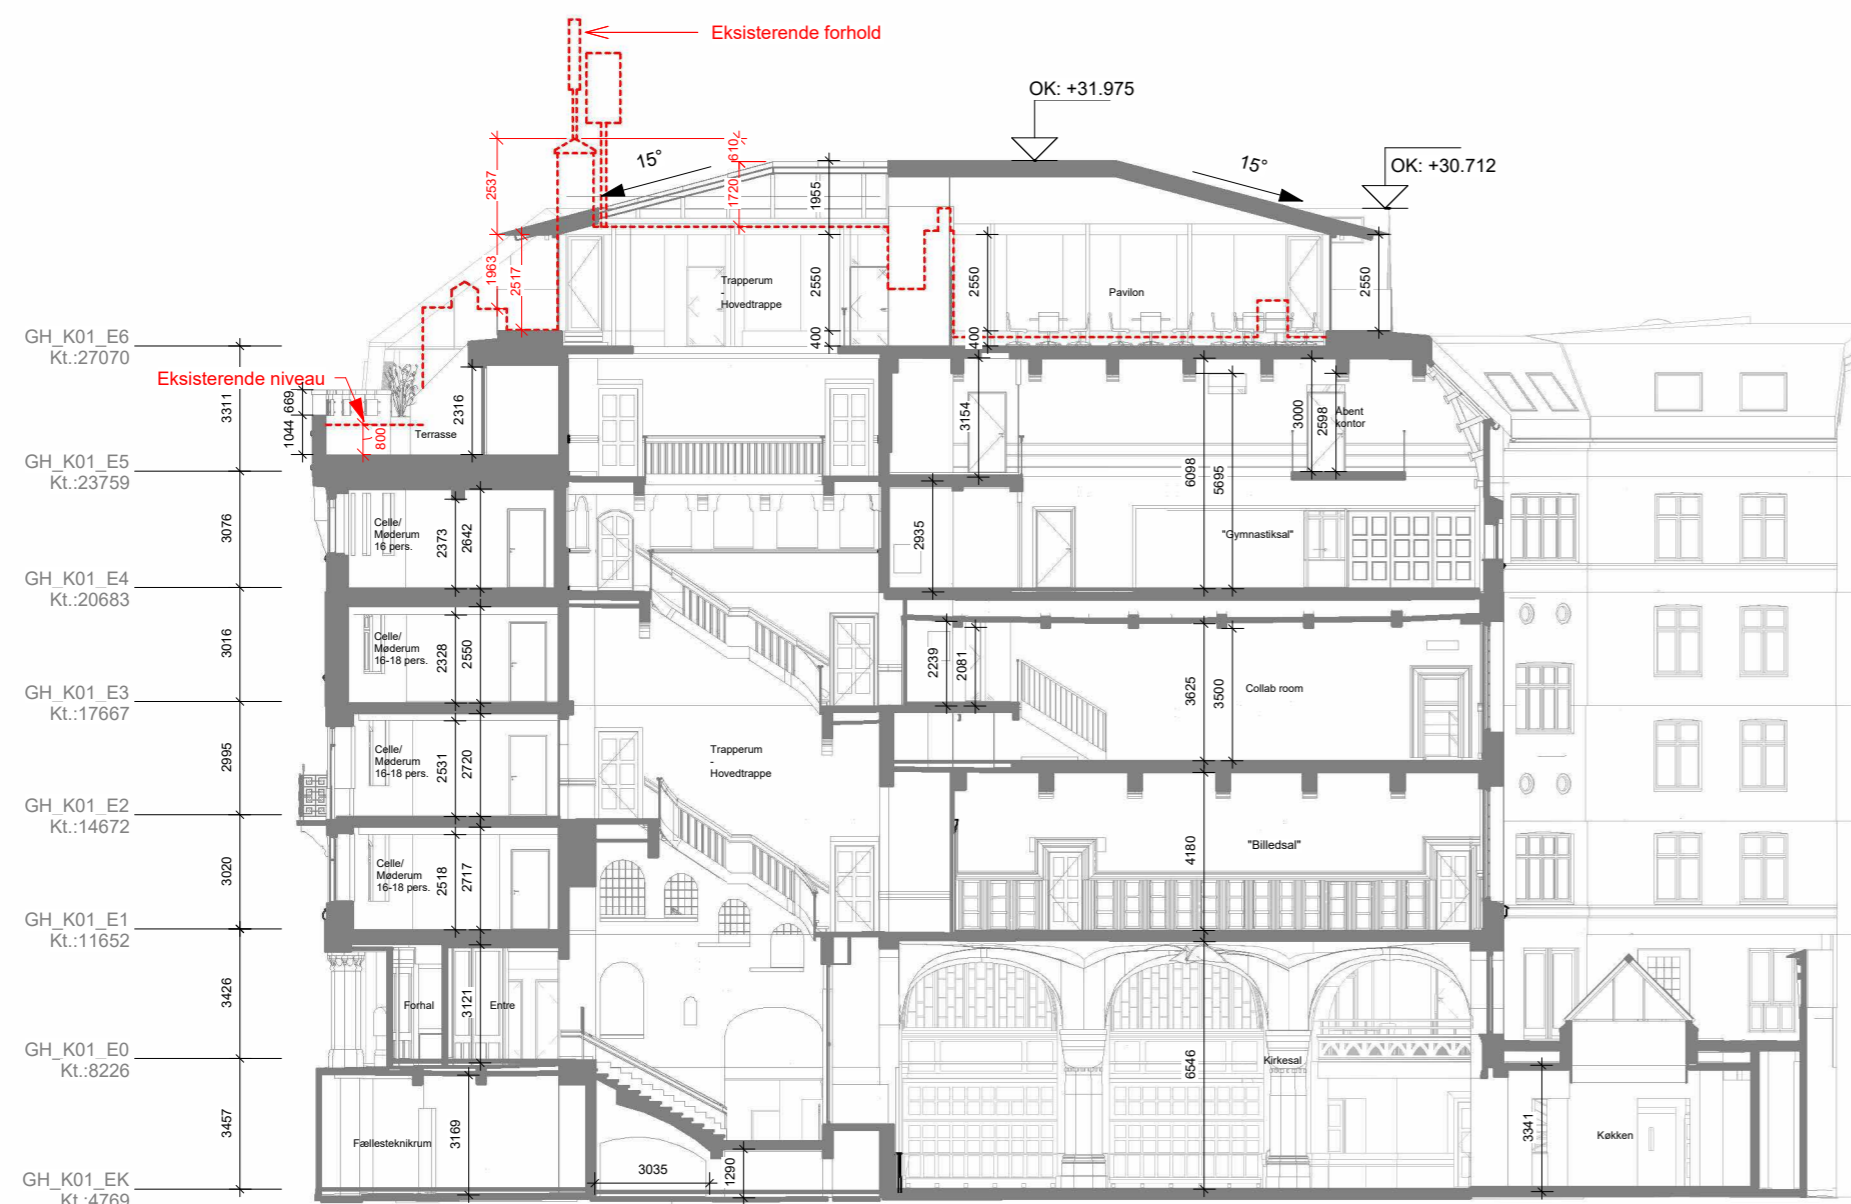 Eksisterende forhold
OK: +31.975
OK: +30.712
15°
15°
610
2537
1720
1955
1963
2517
2550
400
2550
400
2550
Trapperum
-
Hovedtrappe
Pavilon
GH_K01_E6
Kt.:27070
Eksisterende niveau
669
3311
1044
800
Terrasse
2316
3154
6098
5695
3000
2598
Åbent
kontor
GH_K01_E5
Kt.:23759
3076
Celle/
Møderum
16 pers.
2373
2642
2935
"Gymnastiksal"
GH_K01_E4
Kt.:20683
3016
Celle/
Møderum
16-18 pers.
2328
2550
2239
2081
3625
3500
Collab room
GH_K01_E3
Kt.:17667
2995
Celle/
Møderum
16-18 pers.
2531
2720
Trapperum
-
Hovedtrappe
GH_K01_E2
Kt.:14672
3020
Celle/
Møderum
16-18 pers.
2518
2717
4180
"Billedsal"
GH_K01_E1
Kt.:11652
3426
Forhal
3121
Entre
6546
Kirkesal
GH_K01_E0
Kt.:8226
3457
Fællesteknikrum
3169
3035
1290
3341
Køkken
GH_K01_EK
Kt.:4769